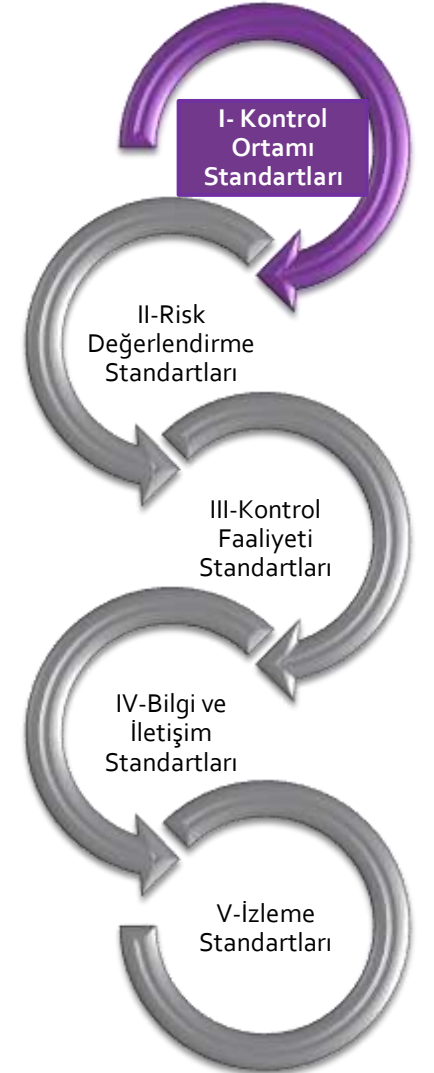 I- Kontrol
Ortamı
Standartları
II-Risk
Değerlendirme
Standartları
III-Kontrol
Faaliyeti
Standartları
IV-Bilgi ve
İletişim
Standartları
V-İzleme
Standartları